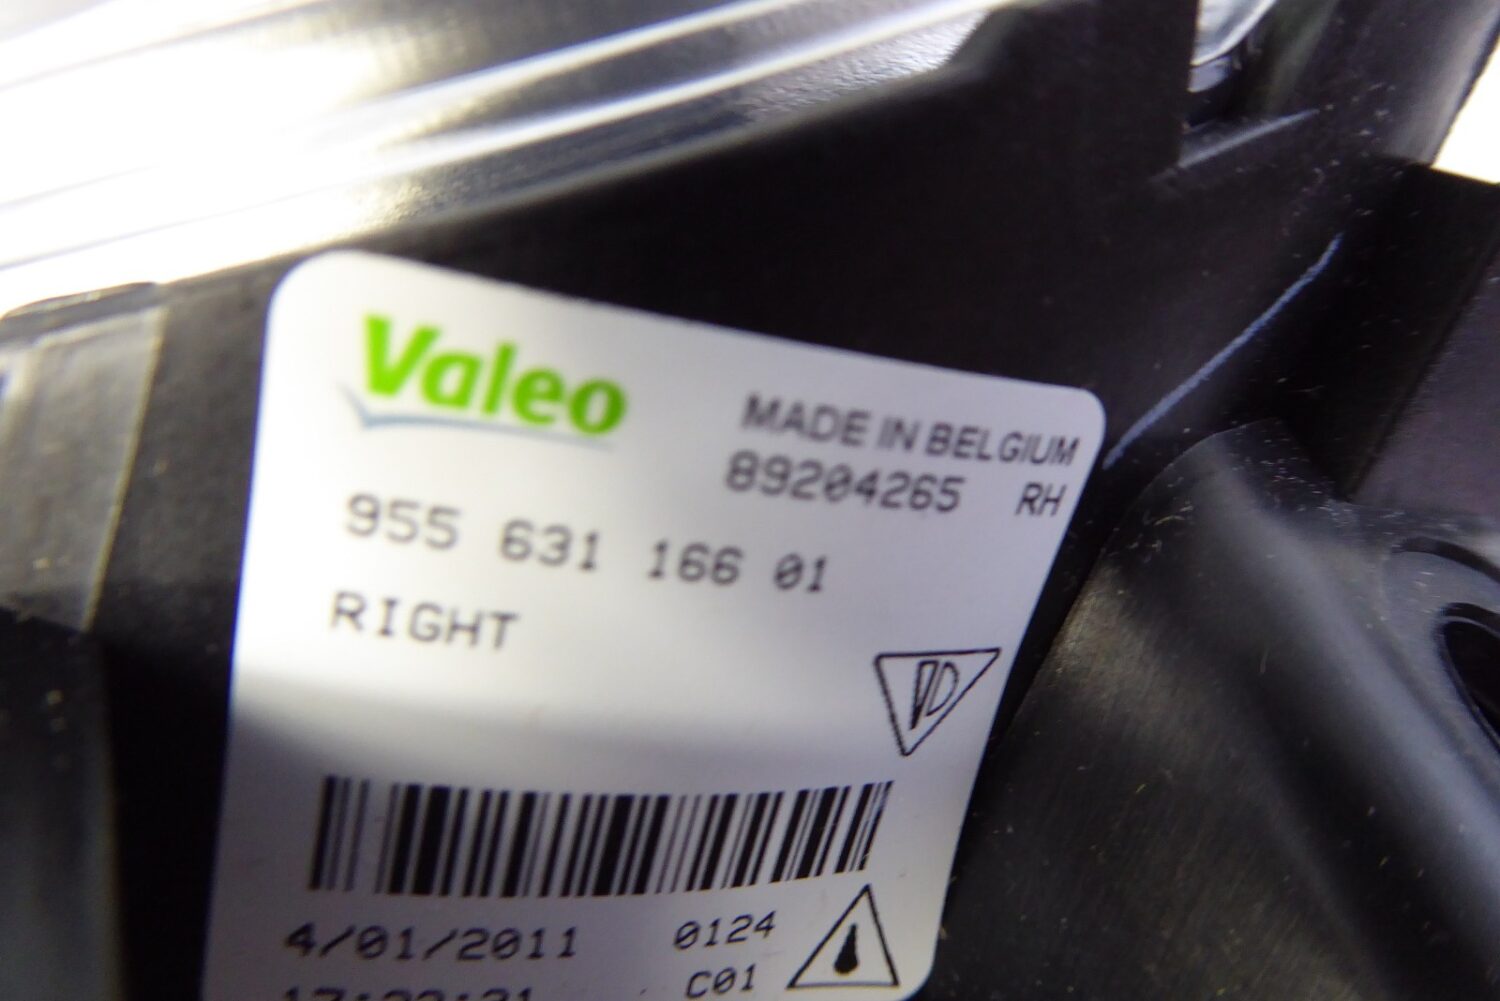 Valeo
MADE IN BELGIUM
89204265 RH
955 631 166 01
RIGHT
4/01/2011 0124
C01